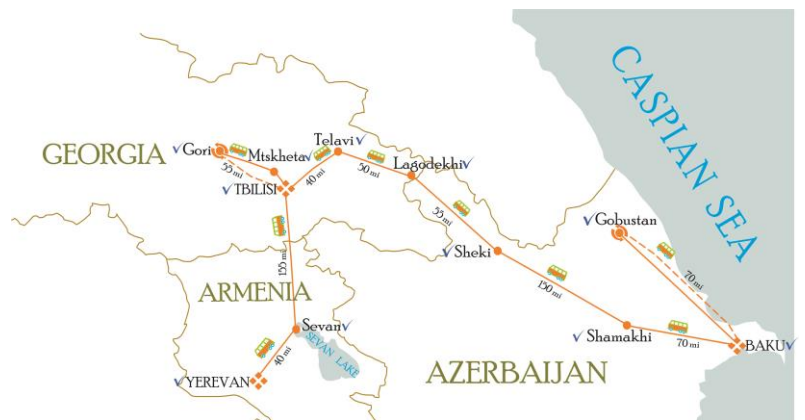 CASPIAN SEA
GEORGIA
Gori
Mtskheta
Telavi
Lagodekhi
55 mi
TBILISI
40 mi
50 mi
55 mi
Gobustan
70 mi
155 mi
Sheki
150 mi
ARMENIA
Sevan
SEVAN LAKE
40 mi
YEREVAN
Shamakhi
70 mi
BAKU
AZERBAIJAN